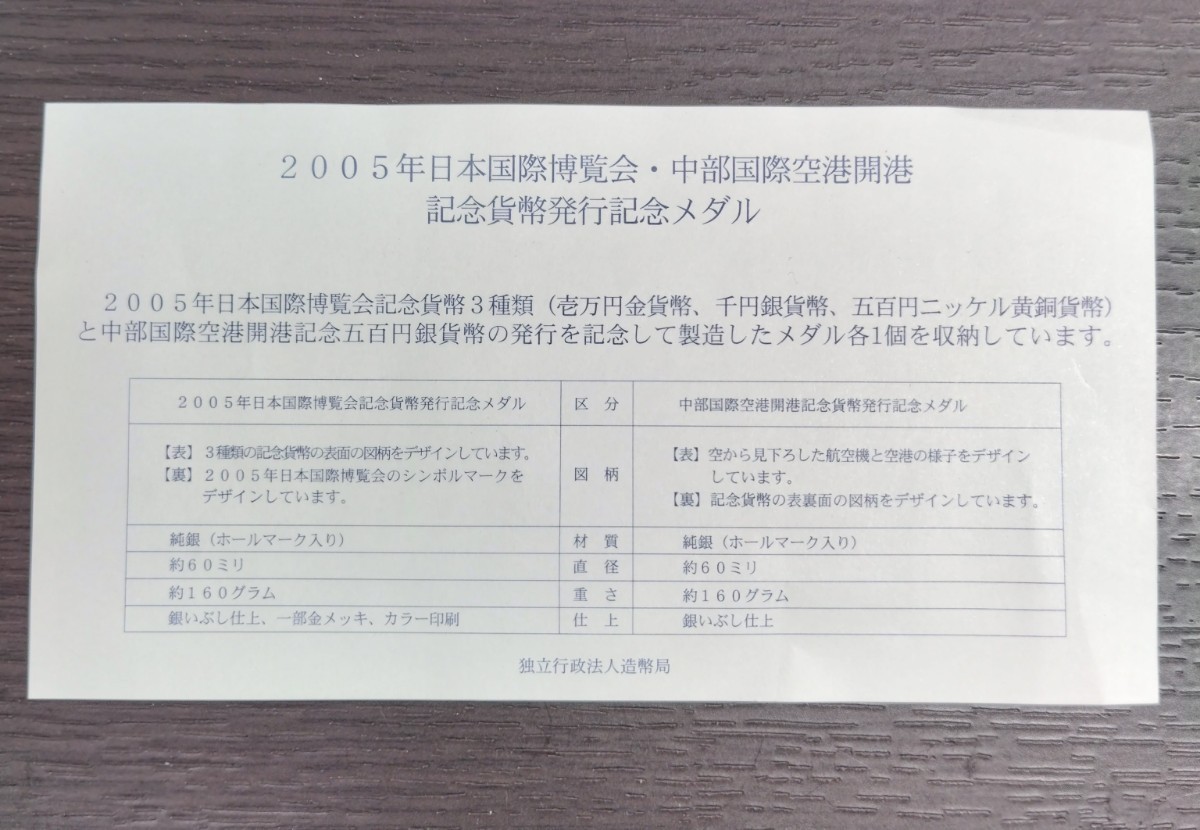 ２００５年日本国際博覧会・中部国際空港開港
記念貨幣発行記念メダル
２００５年日本国際博覧会記念貨幣３種類（壱万円金貨幣、千円銀貨幣、五百円ニッケル黄銅貨幣）
と中部国際空港開港記念五百円銀貨幣の発行を記念して製造したメダル各1個を収納しています。
２００５年日本国際博覧会記念貨幣発行記念メダル 区 分 中部国際空港開港記念貨幣発行記念メダル
【表】３種類の記念貨幣の表面の図柄をデザインしています。
【裏】２００５年日本国際博覧会のシンボルマークを
デザインしています。
図 柄
【表】空から見下ろした航空機と空港の様子をデザイン
しています。
【裏】記念貨幣の表裏面の図柄をデザインしています。
純銀（ホールマーク入り） 材 質 純銀（ホールマーク入り）
約６０ミリ 直 径 約６０ミリ
約１６０グラム 重 さ 約１６０グラム
銀いぶし仕上、一部金メッキ、カラー印刷 仕 上 銀いぶし仕上
独立行政法人造幣局